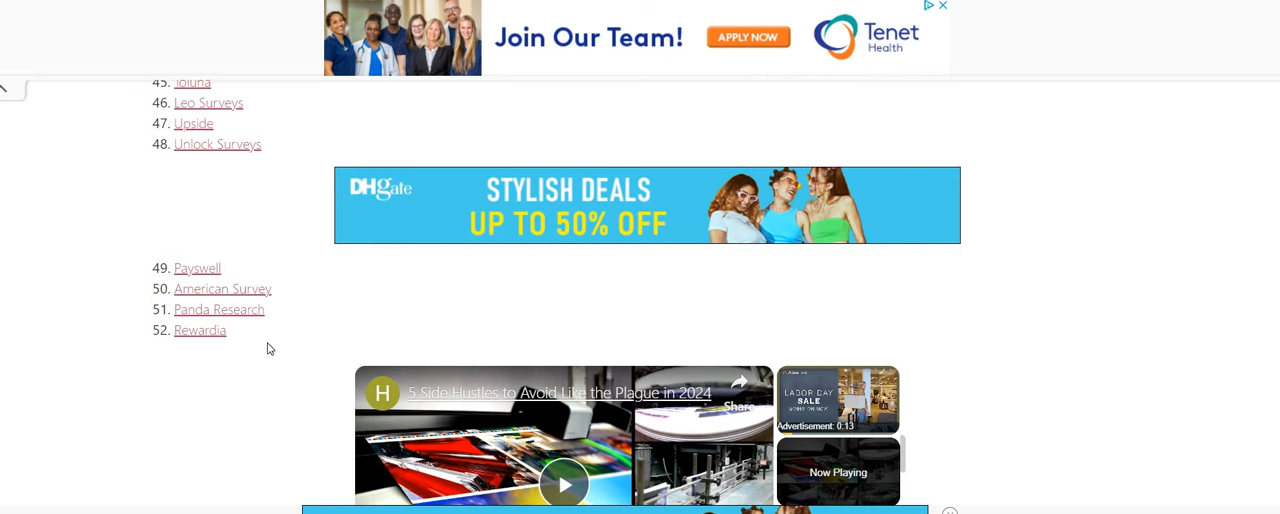 Join Our Team!
APPLY NOW
Tenet
Health
45. Toluna
46. Leo Surveys
47. Upside
48. Unlock Surveys
DHgate
STYLISH DEALS
UP TO 50% OFF
49. Payswell
50. American Survey
51. Panda Research
52. Rewardia
H
5 Side Hustles to Avoid Like the Plague in 2024
Share
LABOR DAY
SALE
Advertisement: 0:13
Now Playing